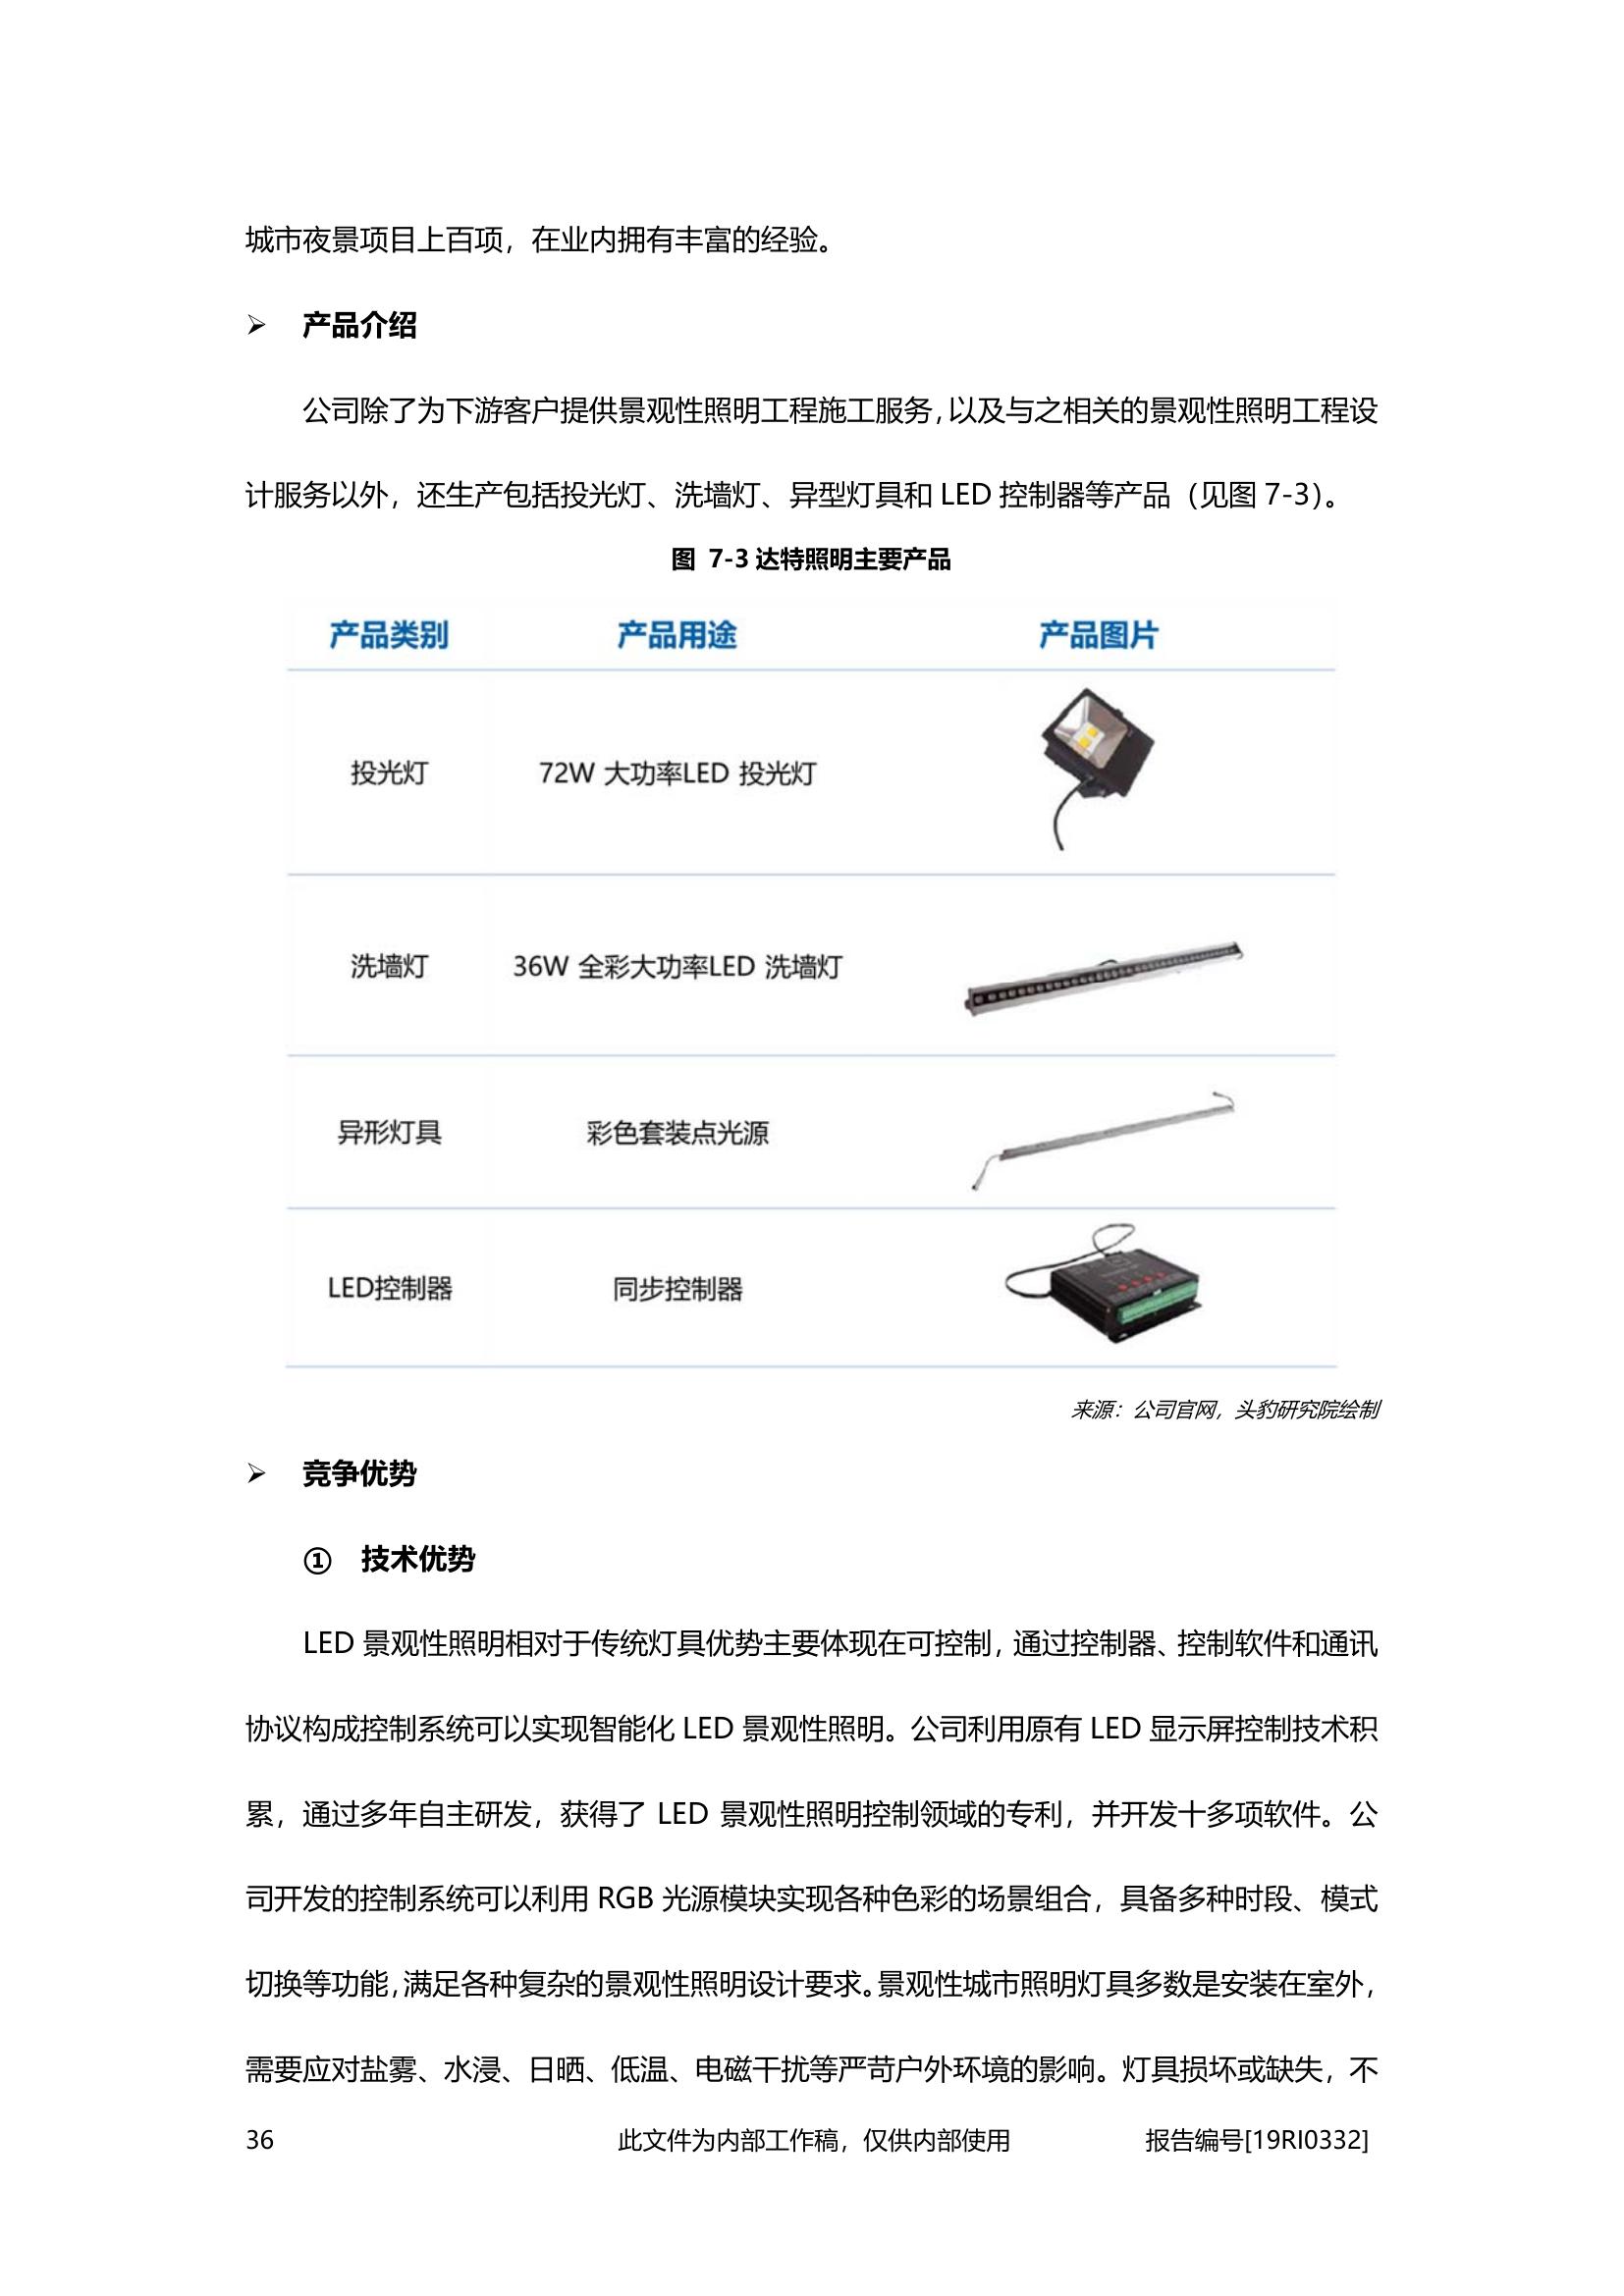 城市夜景项目上百项，在业内拥有丰富的经验。
➢ 产品介绍
公司除了为下游客户提供景观性照明工程施工服务，以及与之相关的景观性照明工程设
计服务以外，还生产包括投光灯、洗墙灯、异型灯具和 LED 控制器等产品（见图 7-3）。
图 7-3 达特照明主要产品
产品类别 产品用途 产品图片
投光灯 72W 大功率LED 投光灯
洗墙灯 36W 全彩大功率LED 洗墙灯
异形灯具 彩色套装点光源
LED控制器 同步控制器
来源：公司官网，头豹研究院绘制
➢ 竞争优势
① 技术优势
LED 景观性照明相对于传统灯具优势主要体现在可控制，通过控制器、控制软件和通讯
协议构成控制系统可以实现智能化 LED 景观性照明。公司利用原有 LED 显示屏控制技术积
累，通过多年自主研发，获得了 LED 景观性照明控制领域的专利，并开发十多项软件。公
司开发的控制系统可以利用 RGB 光源模块实现各种色彩的场景组合，具备多种时段、模式
切换等功能，满足各种复杂的景观性照明设计要求。景观性城市照明灯具多数是安装在室外，
需要应对盐雾、水浸、日晒、低温、电磁干扰等严苛户外环境的影响。灯具损坏或缺失，不
36 此文件为内部工作稿，仅供内部使用 报告编号[19RI0332]